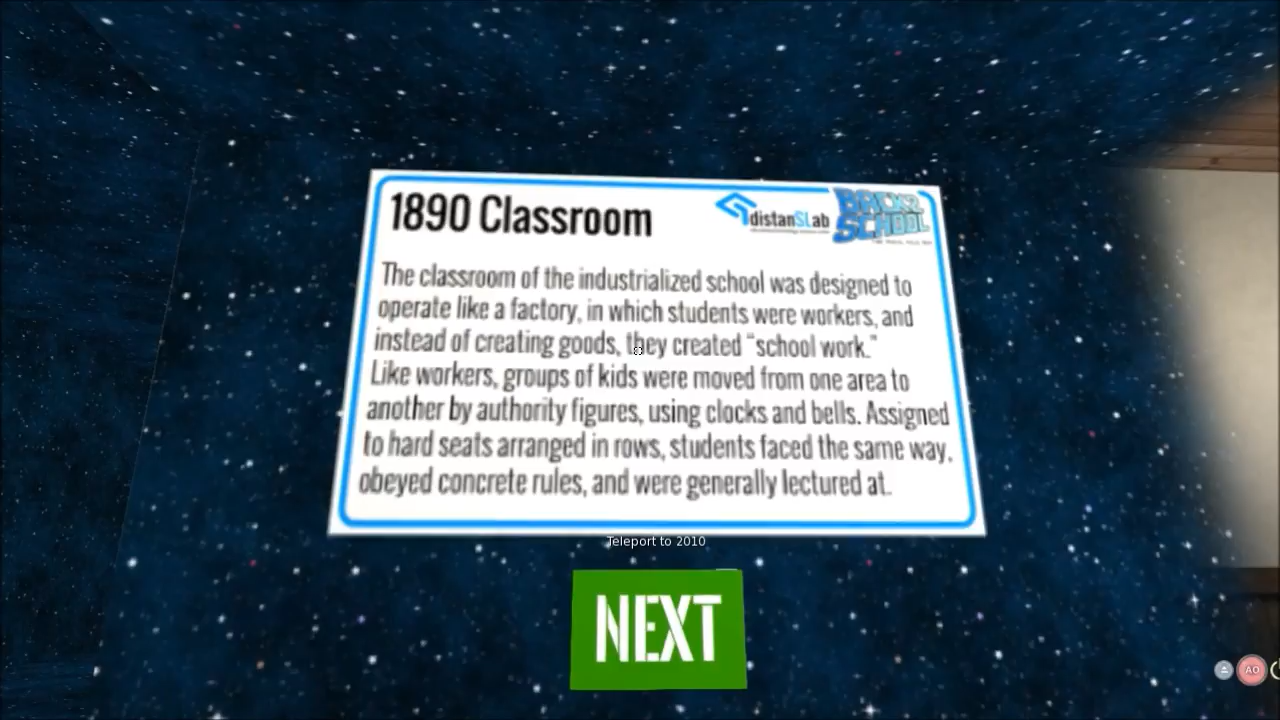 1890 Classroom
distanSLab
BACK2
SCHOOL
The classroom of the industrialized school was designed to
operate like a factory, in which students were workers, and
instead of creating goods, they created “school work.”
Like workers, groups of kids were moved from one area to
another by authority figures, using clocks and bells. Assigned
to hard seats arranged in rows, students faced the same way,
obeyed concrete rules, and were generally lectured at.
Teleport to 2010
NEXT
AO